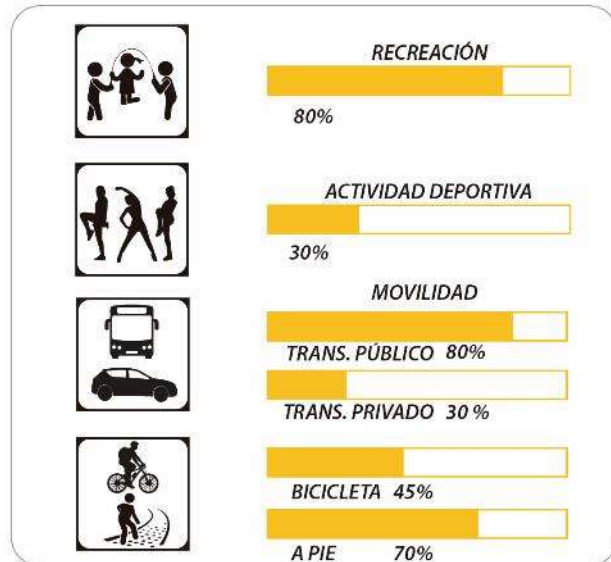 RECREACIÓN
80%
ACTIVIDAD DEPORTIVA
30%
MOVILIDAD
TRANS. PÚBLICO 80%
TRANS. PRIVADO 30 %
BICICLETA 45%
A PIE 70%